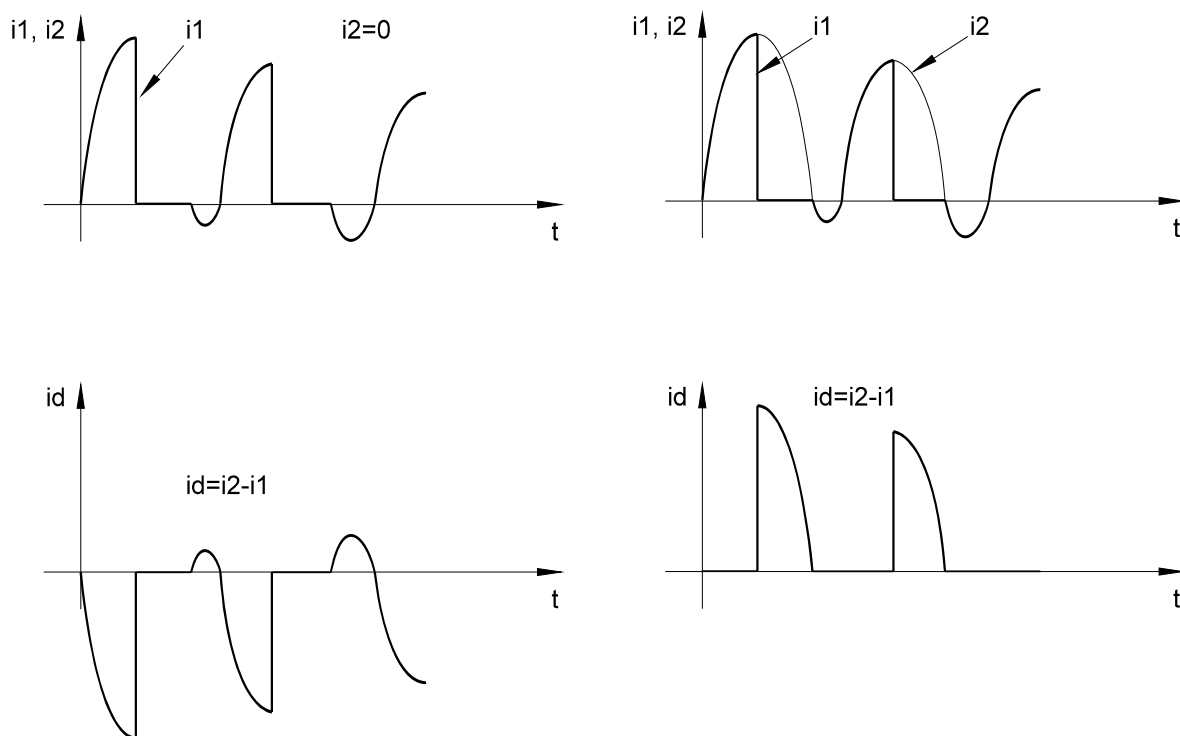 i1, i2
i1
i2=0
t
i1, i2
i1
i2
t
id
id=i2-i1
t
id
id=i2-i1
t